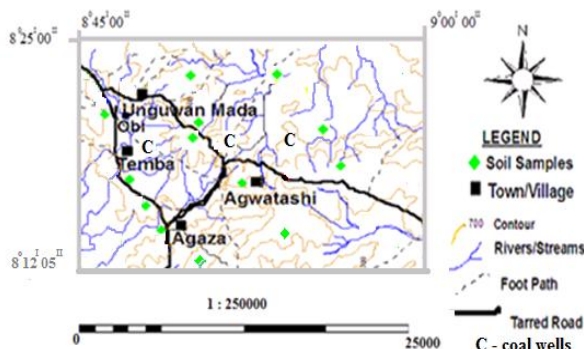 8°45'00" 9°00'00"
8°25'00"
N
Unguwan Mada
Obi
C C C
Temba
Agwatashi
Agaza
8°12'05"
LEGEND
Soil Samples
Town/Village
700 Contour
Rivers/Streams
Foot Path
Tarred Road
C - coal wells
1 : 250000
0 25000